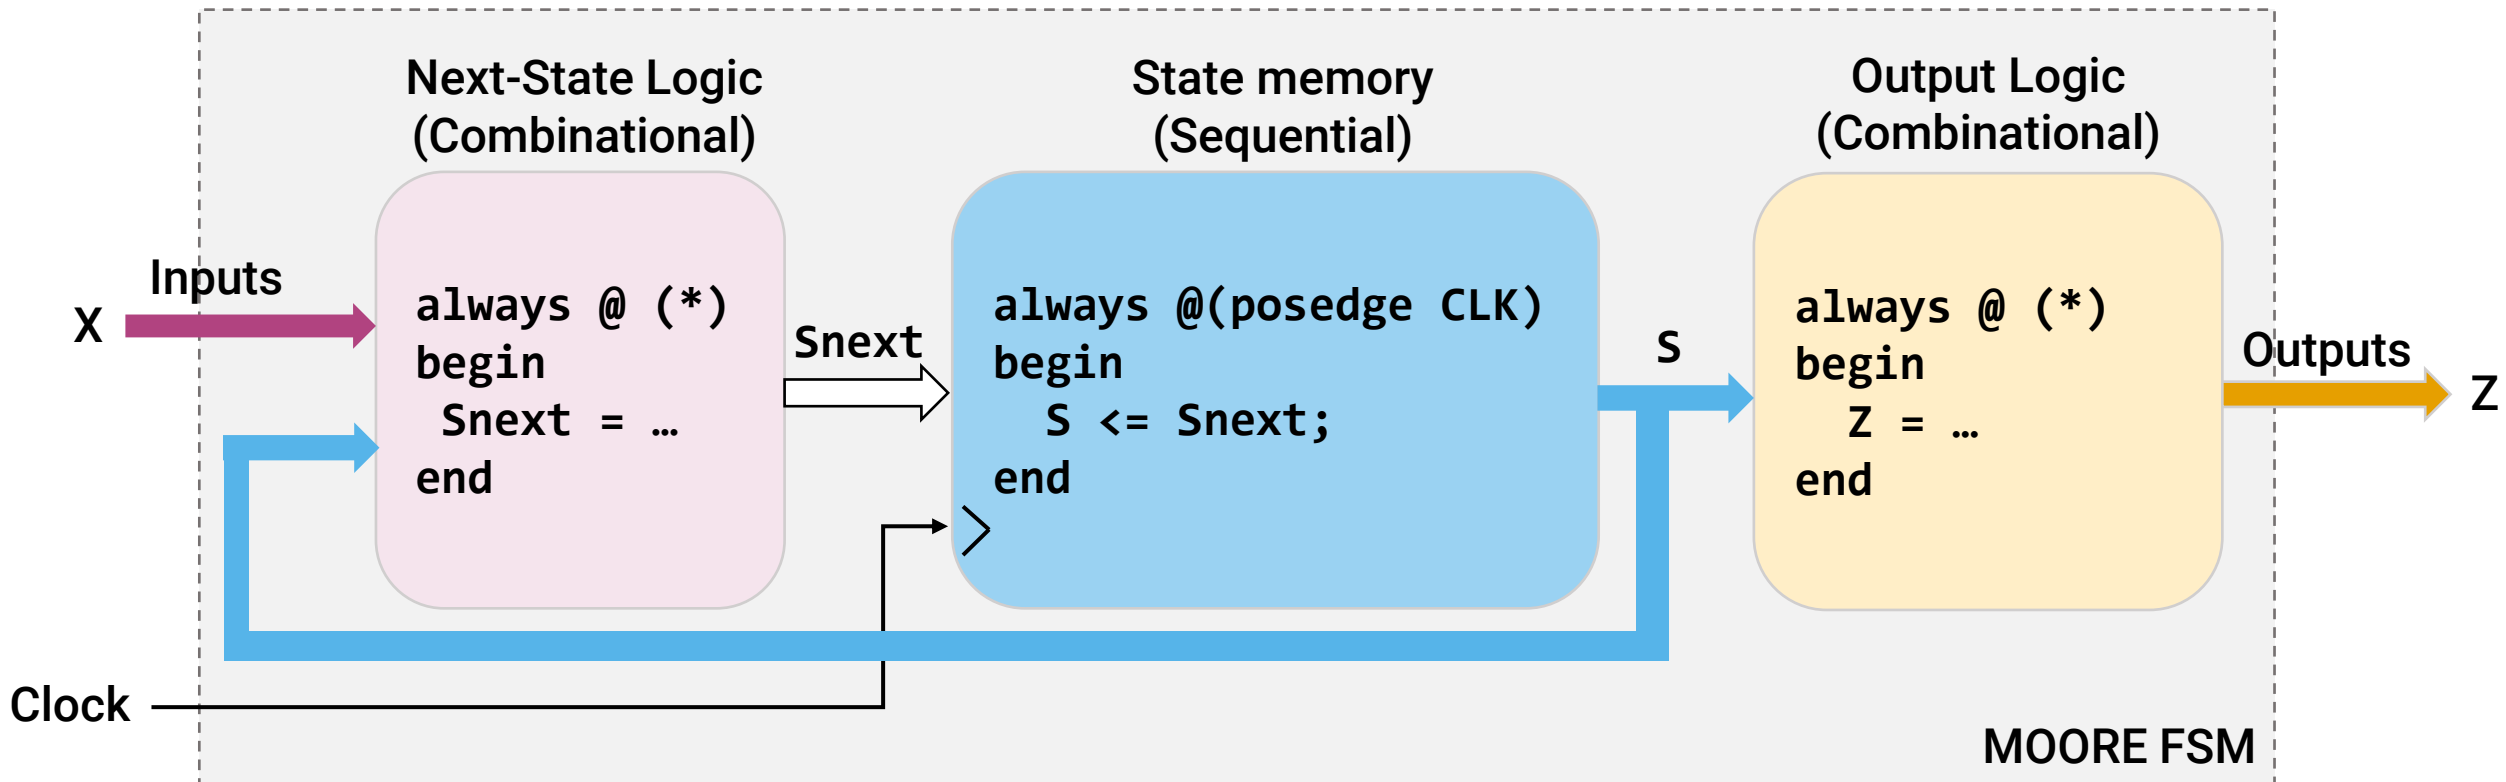 Next-State Logic
(Combinational)
State memory
(Sequential)
Output Logic
(Combinational)
Inputs
X
always @ (*)
begin
Snext = …
end
Snext
always @(posedge CLK)
begin
S <= Snext;
end
S
always @ (*)
begin
Z = …
end
Outputs
Z
Clock
MOORE FSM